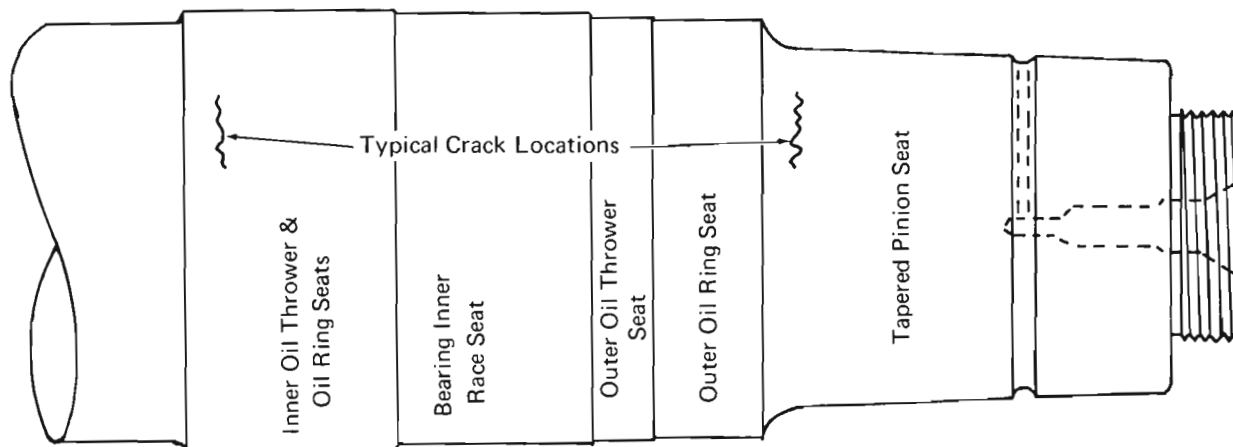 Typical Crack Locations
Inner Oil Thrower &
Oil Ring Seats
Bearing Inner
Race Seat
Outer Oil Thrower
Seat
Outer Oil Ring Seat
Tapered Pinion Seat